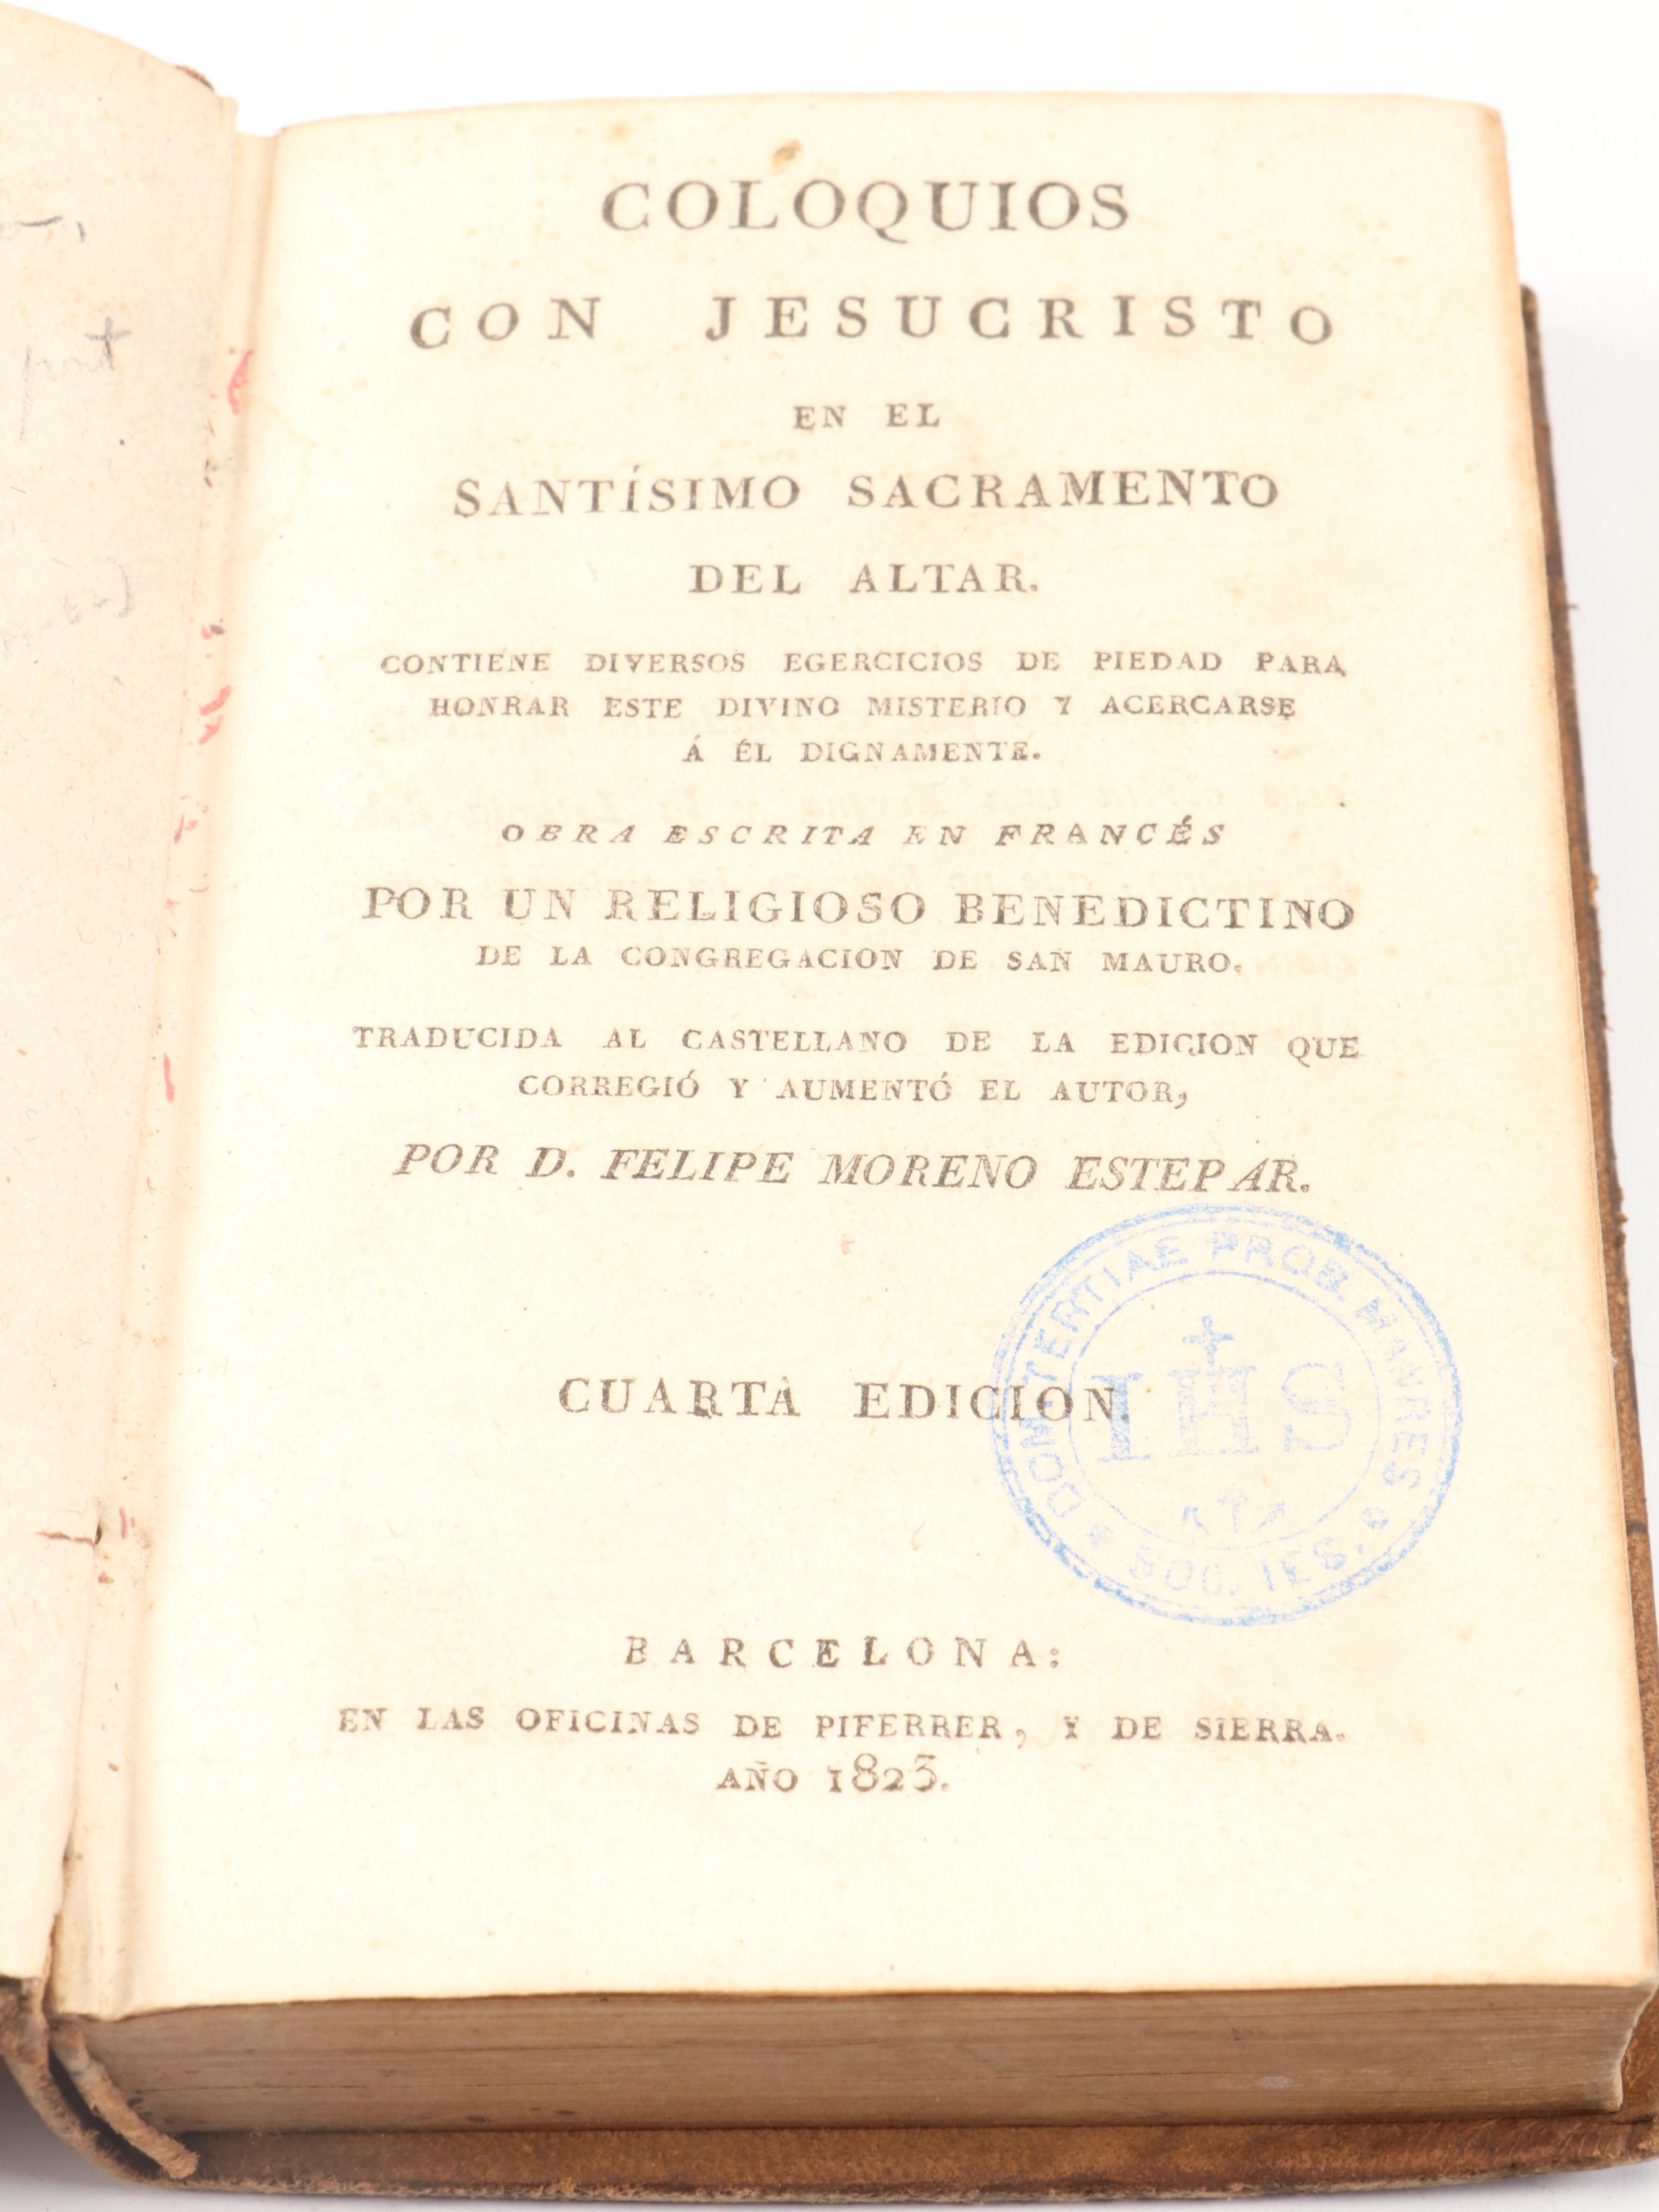 COLOQUIOS
CON JESUCRISTO
EN EL
SANTÍSIMO SACRAMENTO
DEL ALTAR.
CONTIENE DIVERSOS EGERCICIOS DE PIEDAD PARA
HONRAR ESTE DIVINO MISTERIO Y ACERCARSE
Á ÉL DIGNAMENTE.
OBRA ESCRITA EN FRANCÉS
POR UN RELIGIOSO BENEDICTINO
DE LA CONGREGACION DE SAN MAURO.
TRADUCIDA AL CASTELLANO DE LA EDICION QUE
CORREGIÓ Y AUMENTÓ EL AUTOR,
POR D. FELIPE MORENO ESTEPAR.
CUARTA EDICION.
DOM. TERTIAE PROB. MANRES
IHS
SOC. IES.
BARCELONA:
EN LAS OFICINAS DE PIFERRER, Y DE SIERRA.
AÑO 1823.